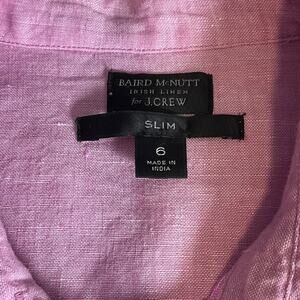 BAIRD McNUTT
IRISH LINEN
for J.CREW
SLIM
6
MADE IN
INDIA